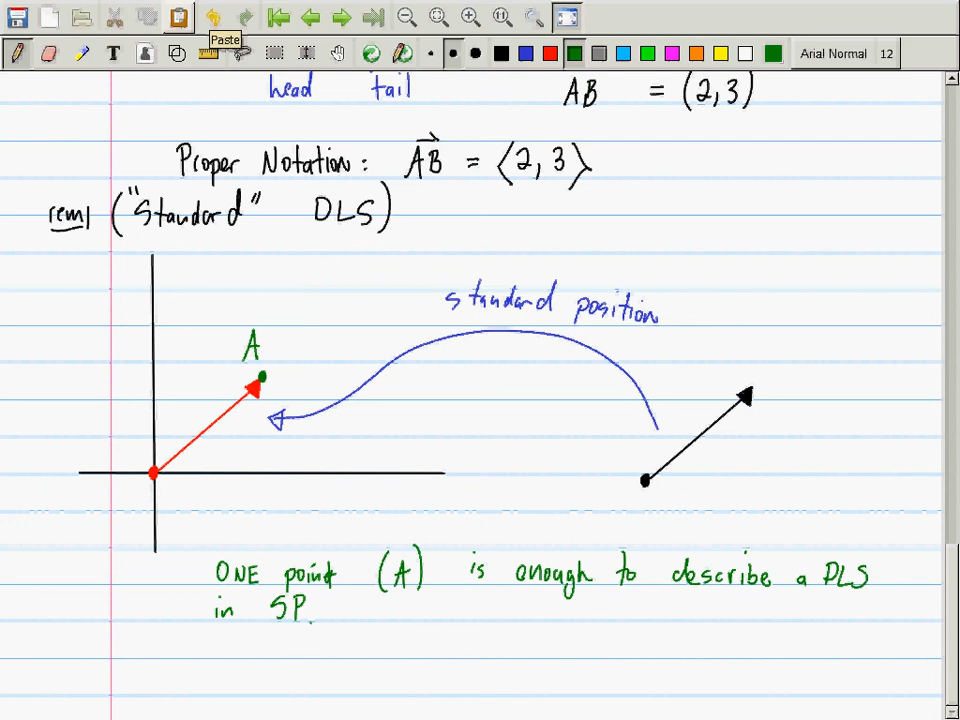 Paste
T
Arial Normal 12
head tail
AB = (2,3)
Proper Notation: AB = ⟨2, 3⟩
rem1 ("Standard" DLS)
standard position
A
ONE point (A) is enough to describe a DLS
in SP.